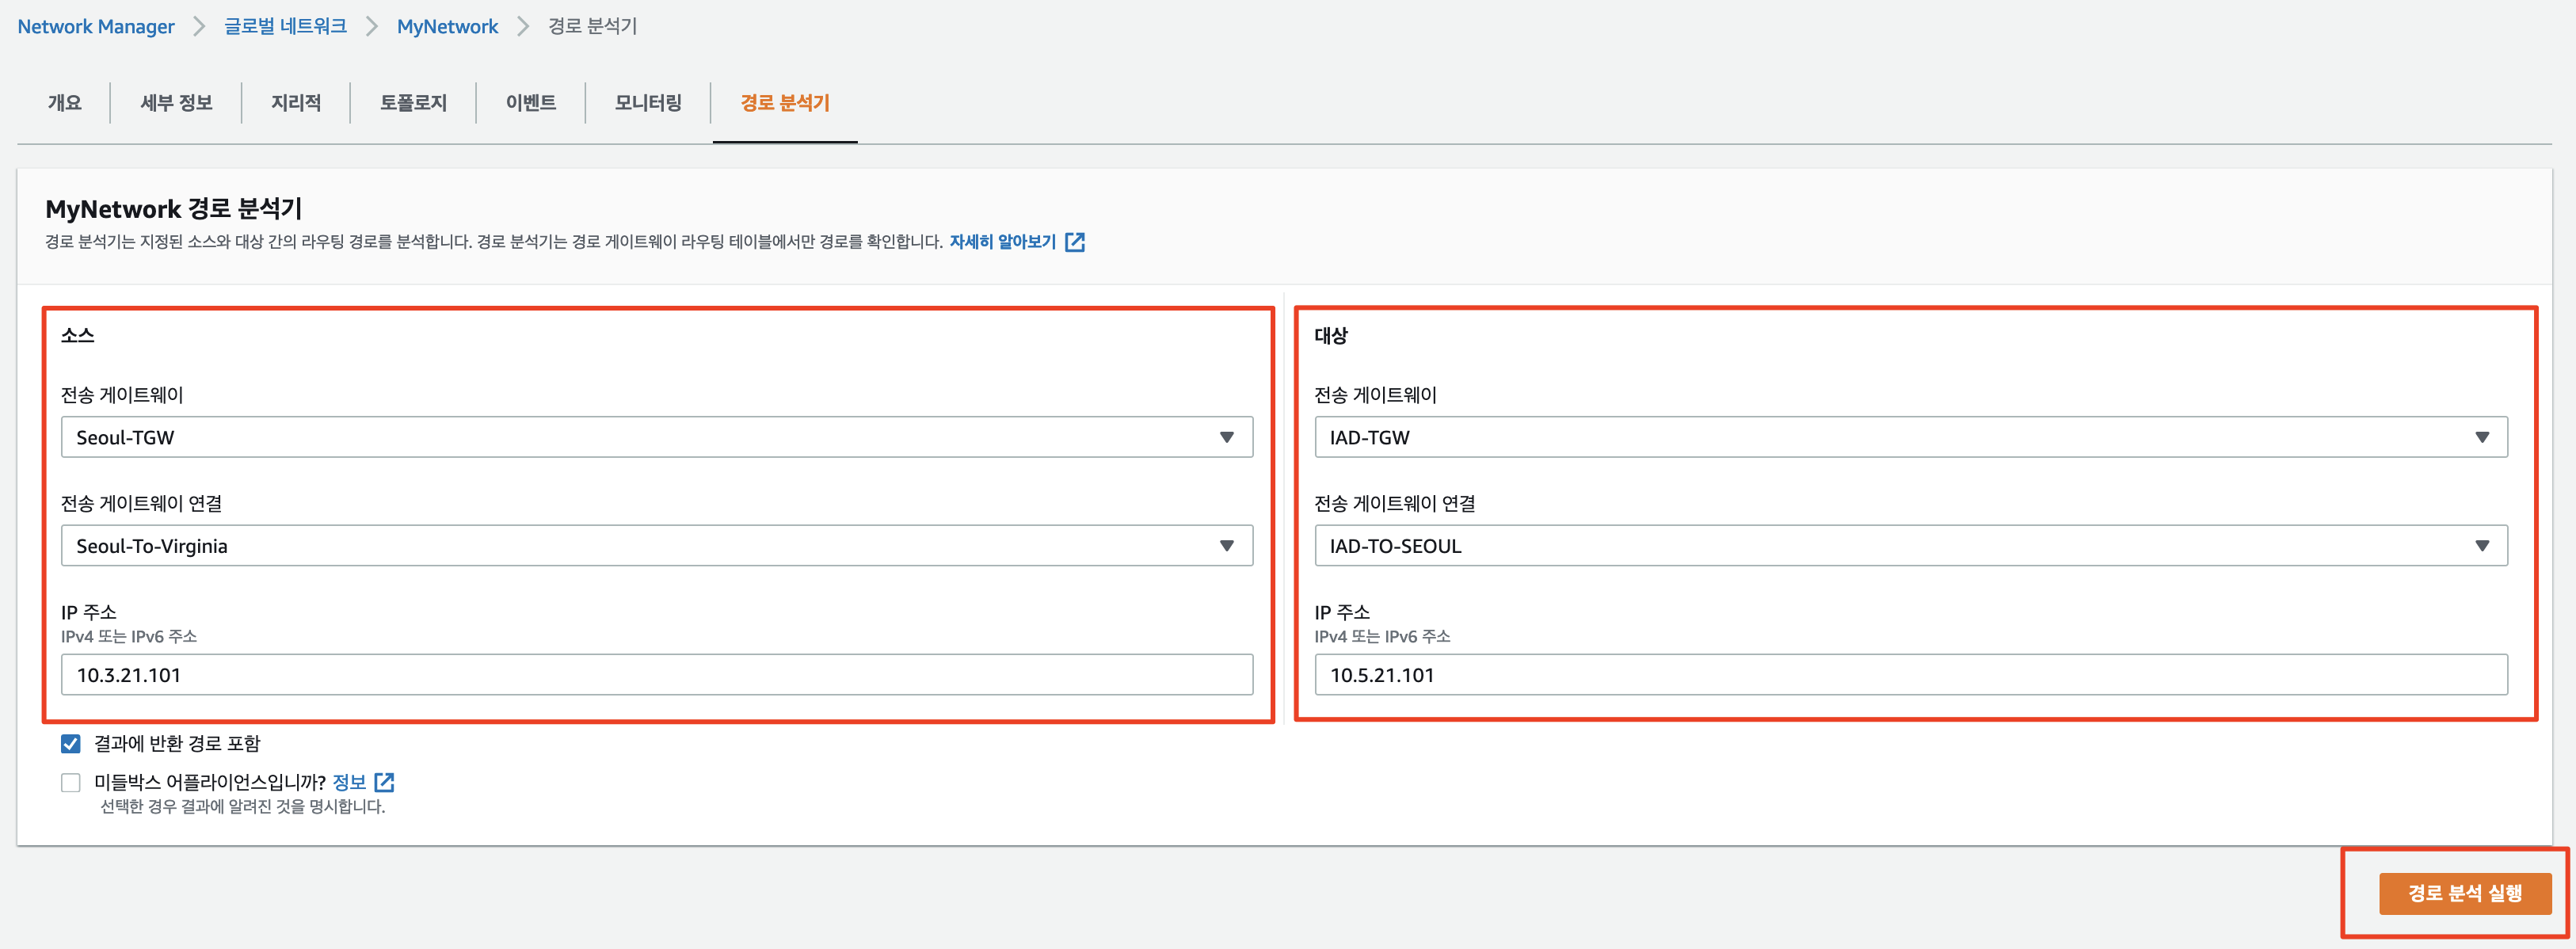 Network Manager 글로벌 네트워크 MyNetwork 경로 분석기
개요 세부 정보 지리적 토폴로지 이벤트 모니터링 경로 분석기
MyNetwork 경로 분석기
경로 분석기는 지정된 소스와 대상 간의 라우팅 경로를 분석합니다. 경로 분석기는 경로 게이트웨이 라우팅 테이블에서만 경로를 확인합니다. 자세히 알아보기
소스
전송 게이트웨이
Seoul-TGW
전송 게이트웨이 연결
Seoul-To-Virginia
IP 주소
IPv4 또는 IPv6 주소
10.3.21.101
대상
전송 게이트웨이
IAD-TGW
전송 게이트웨이 연결
IAD-TO-SEOUL
IP 주소
IPv4 또는 IPv6 주소
10.5.21.101
결과에 반환 경로 포함
미들박스 어플라이언스입니까? 정보
선택한 경우 결과에 알려진 것을 명시합니다.
경로 분석 실행